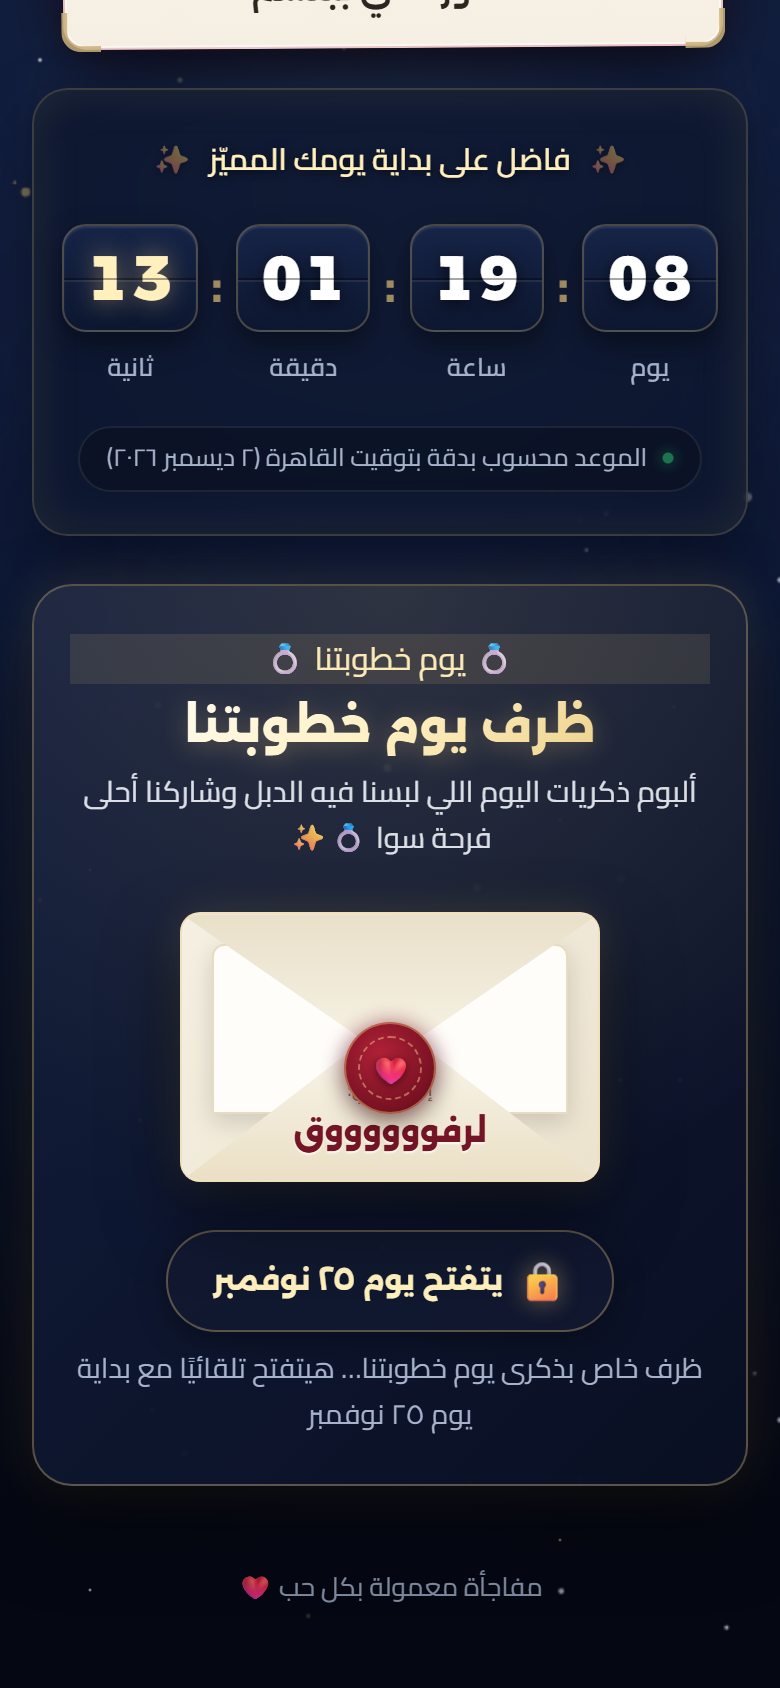 ✨ فاضل على بداية يومك المميّز ✨
08 : 19 : 01 : 13
يوم ساعة دقيقة ثانية
الموعد محسوب بدقة بتوقيت القاهرة (٢ ديسمبر ٢٠٢٦)
💍 يوم خطوبتنا 💍
ظرف يوم خطوبتنا
ألبوم ذكريات اليوم اللي لبسنا فيه الدبل وشاركنا أحلى
فرحة سوا 💍✨
لرفوووووووق
🔒 يتفتح يوم ٢٥ نوفمبر
ظرف خاص بذكرى يوم خطوبتنا... هيتفتح تلقائيًا مع بداية
يوم ٢٥ نوفمبر
مفاجأة معمولة بكل حب 💖